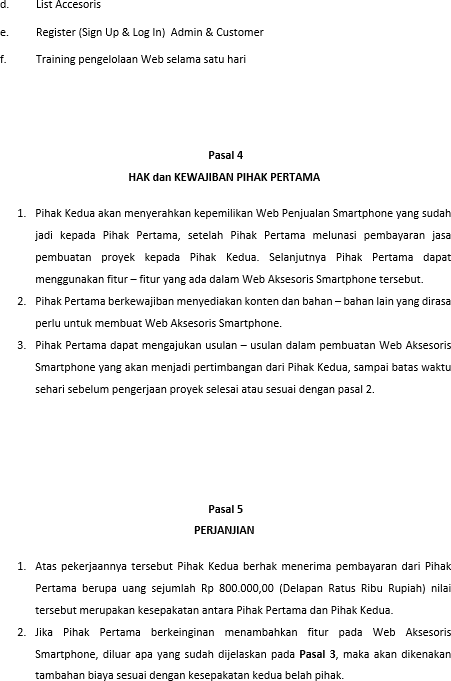 d. List Accesoris
e. Register (Sign Up & Log In) Admin & Customer
f. Training pengelolaan Web selama satu hari
Pasal 4
HAK dan KEWAJIBAN PIHAK PERTAMA
1. Pihak Kedua akan menyerahkan kepemilikan Web Penjualan Smartphone yang sudah
jadi kepada Pihak Pertama, setelah Pihak Pertama melunasi pembayaran jasa
pembuatan proyek kepada Pihak Kedua. Selanjutnya Pihak Pertama dapat
menggunakan fitur – fitur yang ada dalam Web Aksesoris Smartphone tersebut.
2. Pihak Pertama berkewajiban menyediakan konten dan bahan – bahan lain yang dirasa
perlu untuk membuat Web Aksesoris Smartphone.
3. Pihak Pertama dapat mengajukan usulan – usulan dalam pembuatan Web Aksesoris
Smartphone yang akan menjadi pertimbangan dari Pihak Kedua, sampai batas waktu
sehari sebelum pengerjaan proyek selesai atau sesuai dengan pasal 2.
Pasal 5
PERJANJIAN
1. Atas pekerjaannya tersebut Pihak Kedua berhak menerima pembayaran dari Pihak
Pertama berupa uang sejumlah Rp 800.000,00 (Delapan Ratus Ribu Rupiah) nilai
tersebut merupakan kesepakatan antara Pihak Pertama dan Pihak Kedua.
2. Jika Pihak Pertama berkeinginan menambahkan fitur pada Web Aksesoris
Smartphone, diluar apa yang sudah dijelaskan pada Pasal 3, maka akan dikenakan
tambahan biaya sesuai dengan kesepakatan kedua belah pihak.